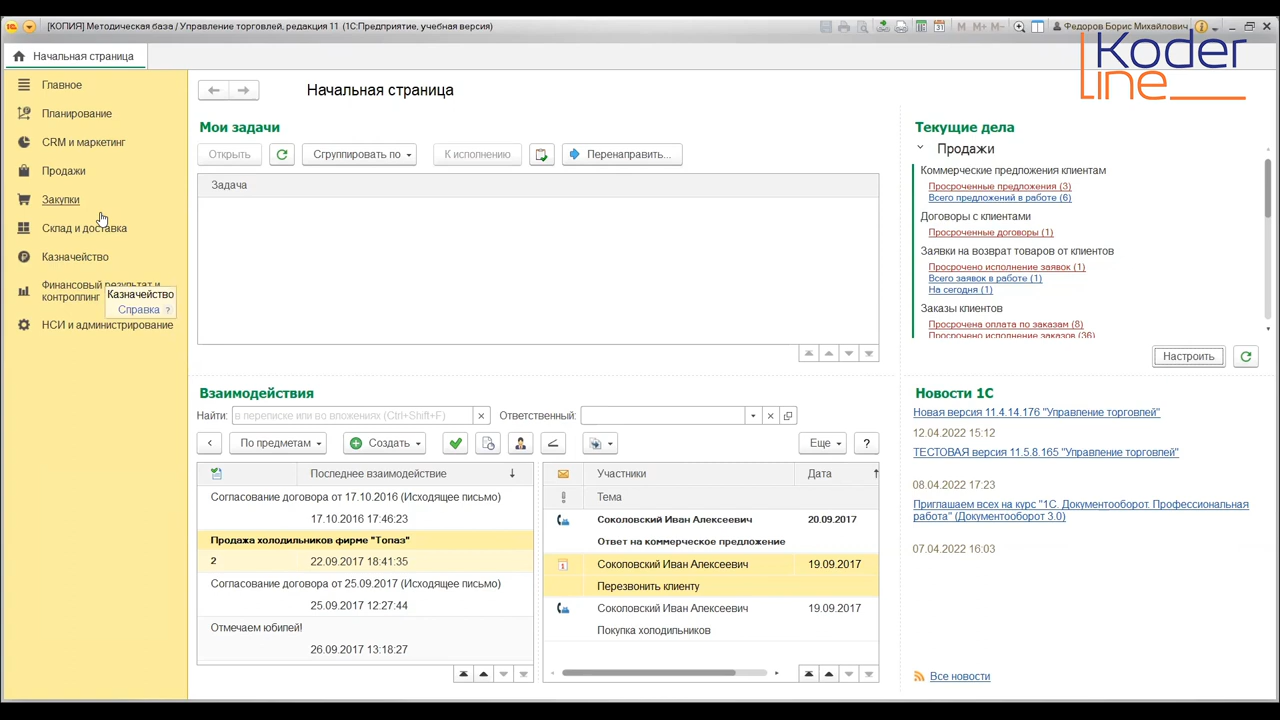 [КОПИЯ] Методическая база / Управление торговлей, редакция 11 (1С:Предприятие, учебная версия)
M M+ M−
Федоров Борис Михайлович
Начальная страница
Koder
line
Главное
Планирование
CRM и маркетинг
Продажи
Закупки
Склад и доставка
Казначейство
Финансовый результат и
контроллинг
Казначейство
Справка ?
НСИ и администрирование
Начальная страница
Мои задачи
Открыть
Сгруппировать по
К исполнению
Перенаправить...
Задача
Взаимодействия
Найти:
в переписке или во вложениях (Ctrl+Shift+F)
Ответственный:
По предметам
Создать
Еще
?
Последнее взаимодействие
Согласование договора от 17.10.2016 (Исходящее письмо)
17.10.2016 17:46:23
Продажа холодильников фирме "Топаз"
2 22.09.2017 18:41:35
Согласование договора от 25.09.2017 (Исходящее письмо)
25.09.2017 12:27:44
Отмечаем юбилей!
26.09.2017 13:18:27
Участники Дата
Тема
Соколовский Иван Алексеевич 20.09.2017
Ответ на коммерческое предложение
Соколовский Иван Алексеевич 19.09.2017
Перезвонить клиенту
Соколовский Иван Алексеевич 19.09.2017
Покупка холодильников
Текущие дела
Продажи
Коммерческие предложения клиентам
Просроченные предложения (3)
Всего предложений в работе (6)
Договоры с клиентами
Просроченные договоры (1)
Заявки на возврат товаров от клиентов
Просрочено исполнение заявок (1)
Всего заявок в работе (1)
На сегодня (1)
Заказы клиентов
Просрочена оплата по заказам (8)
Просрочено исполнение заказов (36)
Настроить
Новости 1С
Новая версия 11.4.14.176 "Управление торговлей"
12.04.2022 15:12
ТЕСТОВАЯ версия 11.5.8.165 "Управление торговлей"
08.04.2022 17:23
Приглашаем всех на курс "1С. Документооборот. Профессиональная
работа" (Документооборот 3.0)
07.04.2022 16:03
Все новости